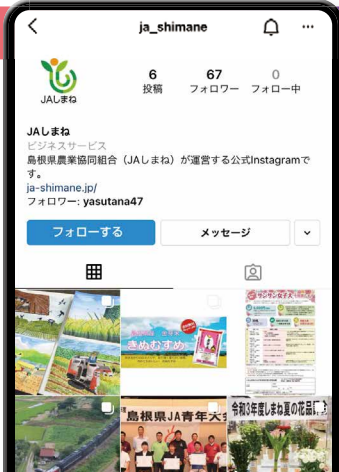 ja_shimane
JAしまね
6
67
0
投稿
フォロワー
フォロー中
JAしまね
ビジネスサービス
島根県農業協同組合（JAしまね）が運営する公式Instagramで
す。
ja-shimane.jp/
フォロワー: yasutana47
フォローする
メッセージ
きぬむすめ
島根県JA青年大
令和3年度しまね夏の花品